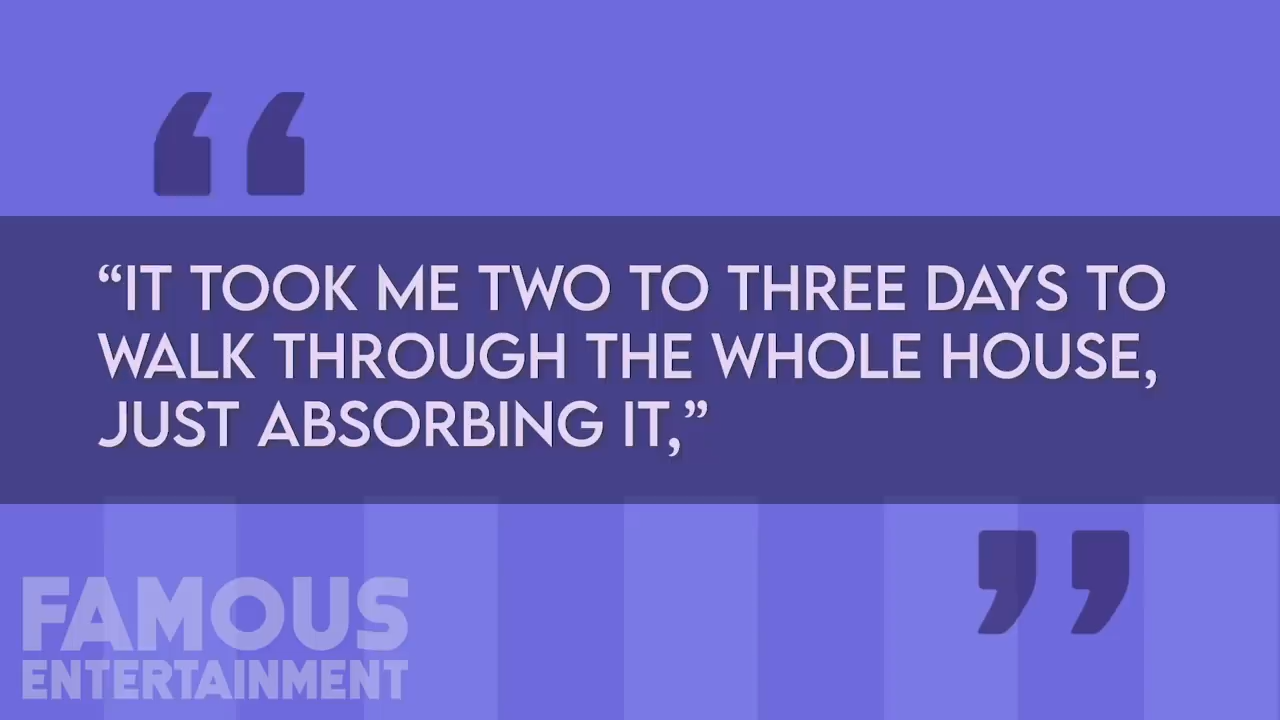 “IT TOOK ME TWO TO THREE DAYS TO
WALK THROUGH THE WHOLE HOUSE,
JUST ABSORBING IT,”
FAMOUS
ENTERTAINMENT